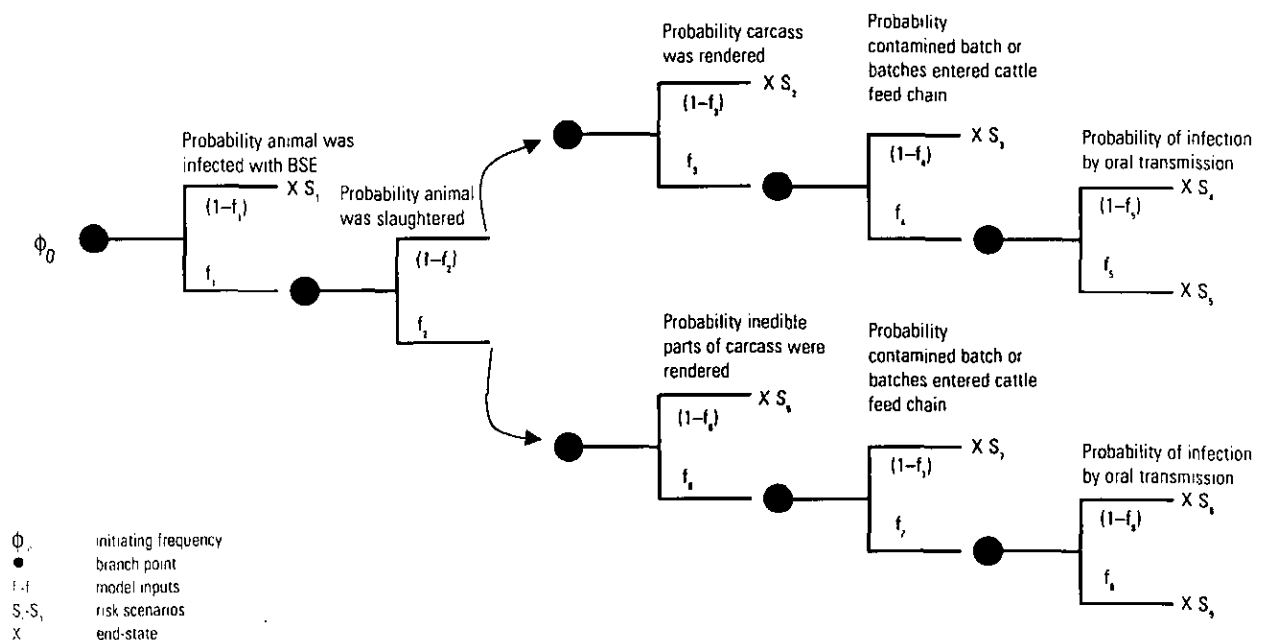 Probability carcass
was rendered
X S₂
(1–f₃)
f₃
Probability
contamined batch or
batches entered cattle
feed chain
X S₃
(1–f₄)
f₄
Probability of infection
by oral transmission
X S₄
(1–f₅)
f₅
X S₅
Probability animal was
infected with BSE
X S₁
(1–f₁)
f₁
ϕ₀
Probability animal
was slaughtered
(1–f₂)
f₂
Probability inedible
parts of carcass were
rendered
X S₆
(1–f₆)
f₆
Probability
contamined batch or
batches entered cattle
feed chain
X S₇
(1–f₇)
f₇
Probability of infection
by oral transmission
X S₈
(1–f₈)
f₈
X S₉
ϕ initiating frequency
branch point
model inputs
risk scenarios
X end-state